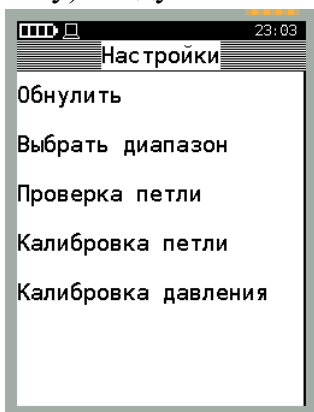 23:03
Настройки
Обнулить
Выбрать диапазон
Проверка петли
Калибровка петли
Калибровка давления